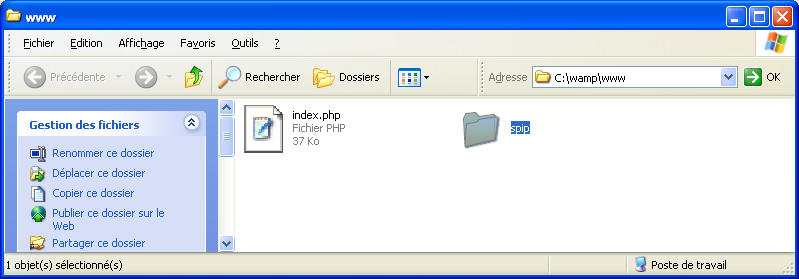 www
Fichier Edition Affichage Favoris Outils ?
Précédente Rechercher Dossiers Adresse C:\wamp\www OK
Gestion des fichiers
Renommer ce dossier
Déplacer ce dossier
Copier ce dossier
Publier ce dossier sur le
Web
Partager ce dossier
index.php
Fichier PHP
37 Ko
spip
1 objet(s) sélectionné(s) Poste de travail